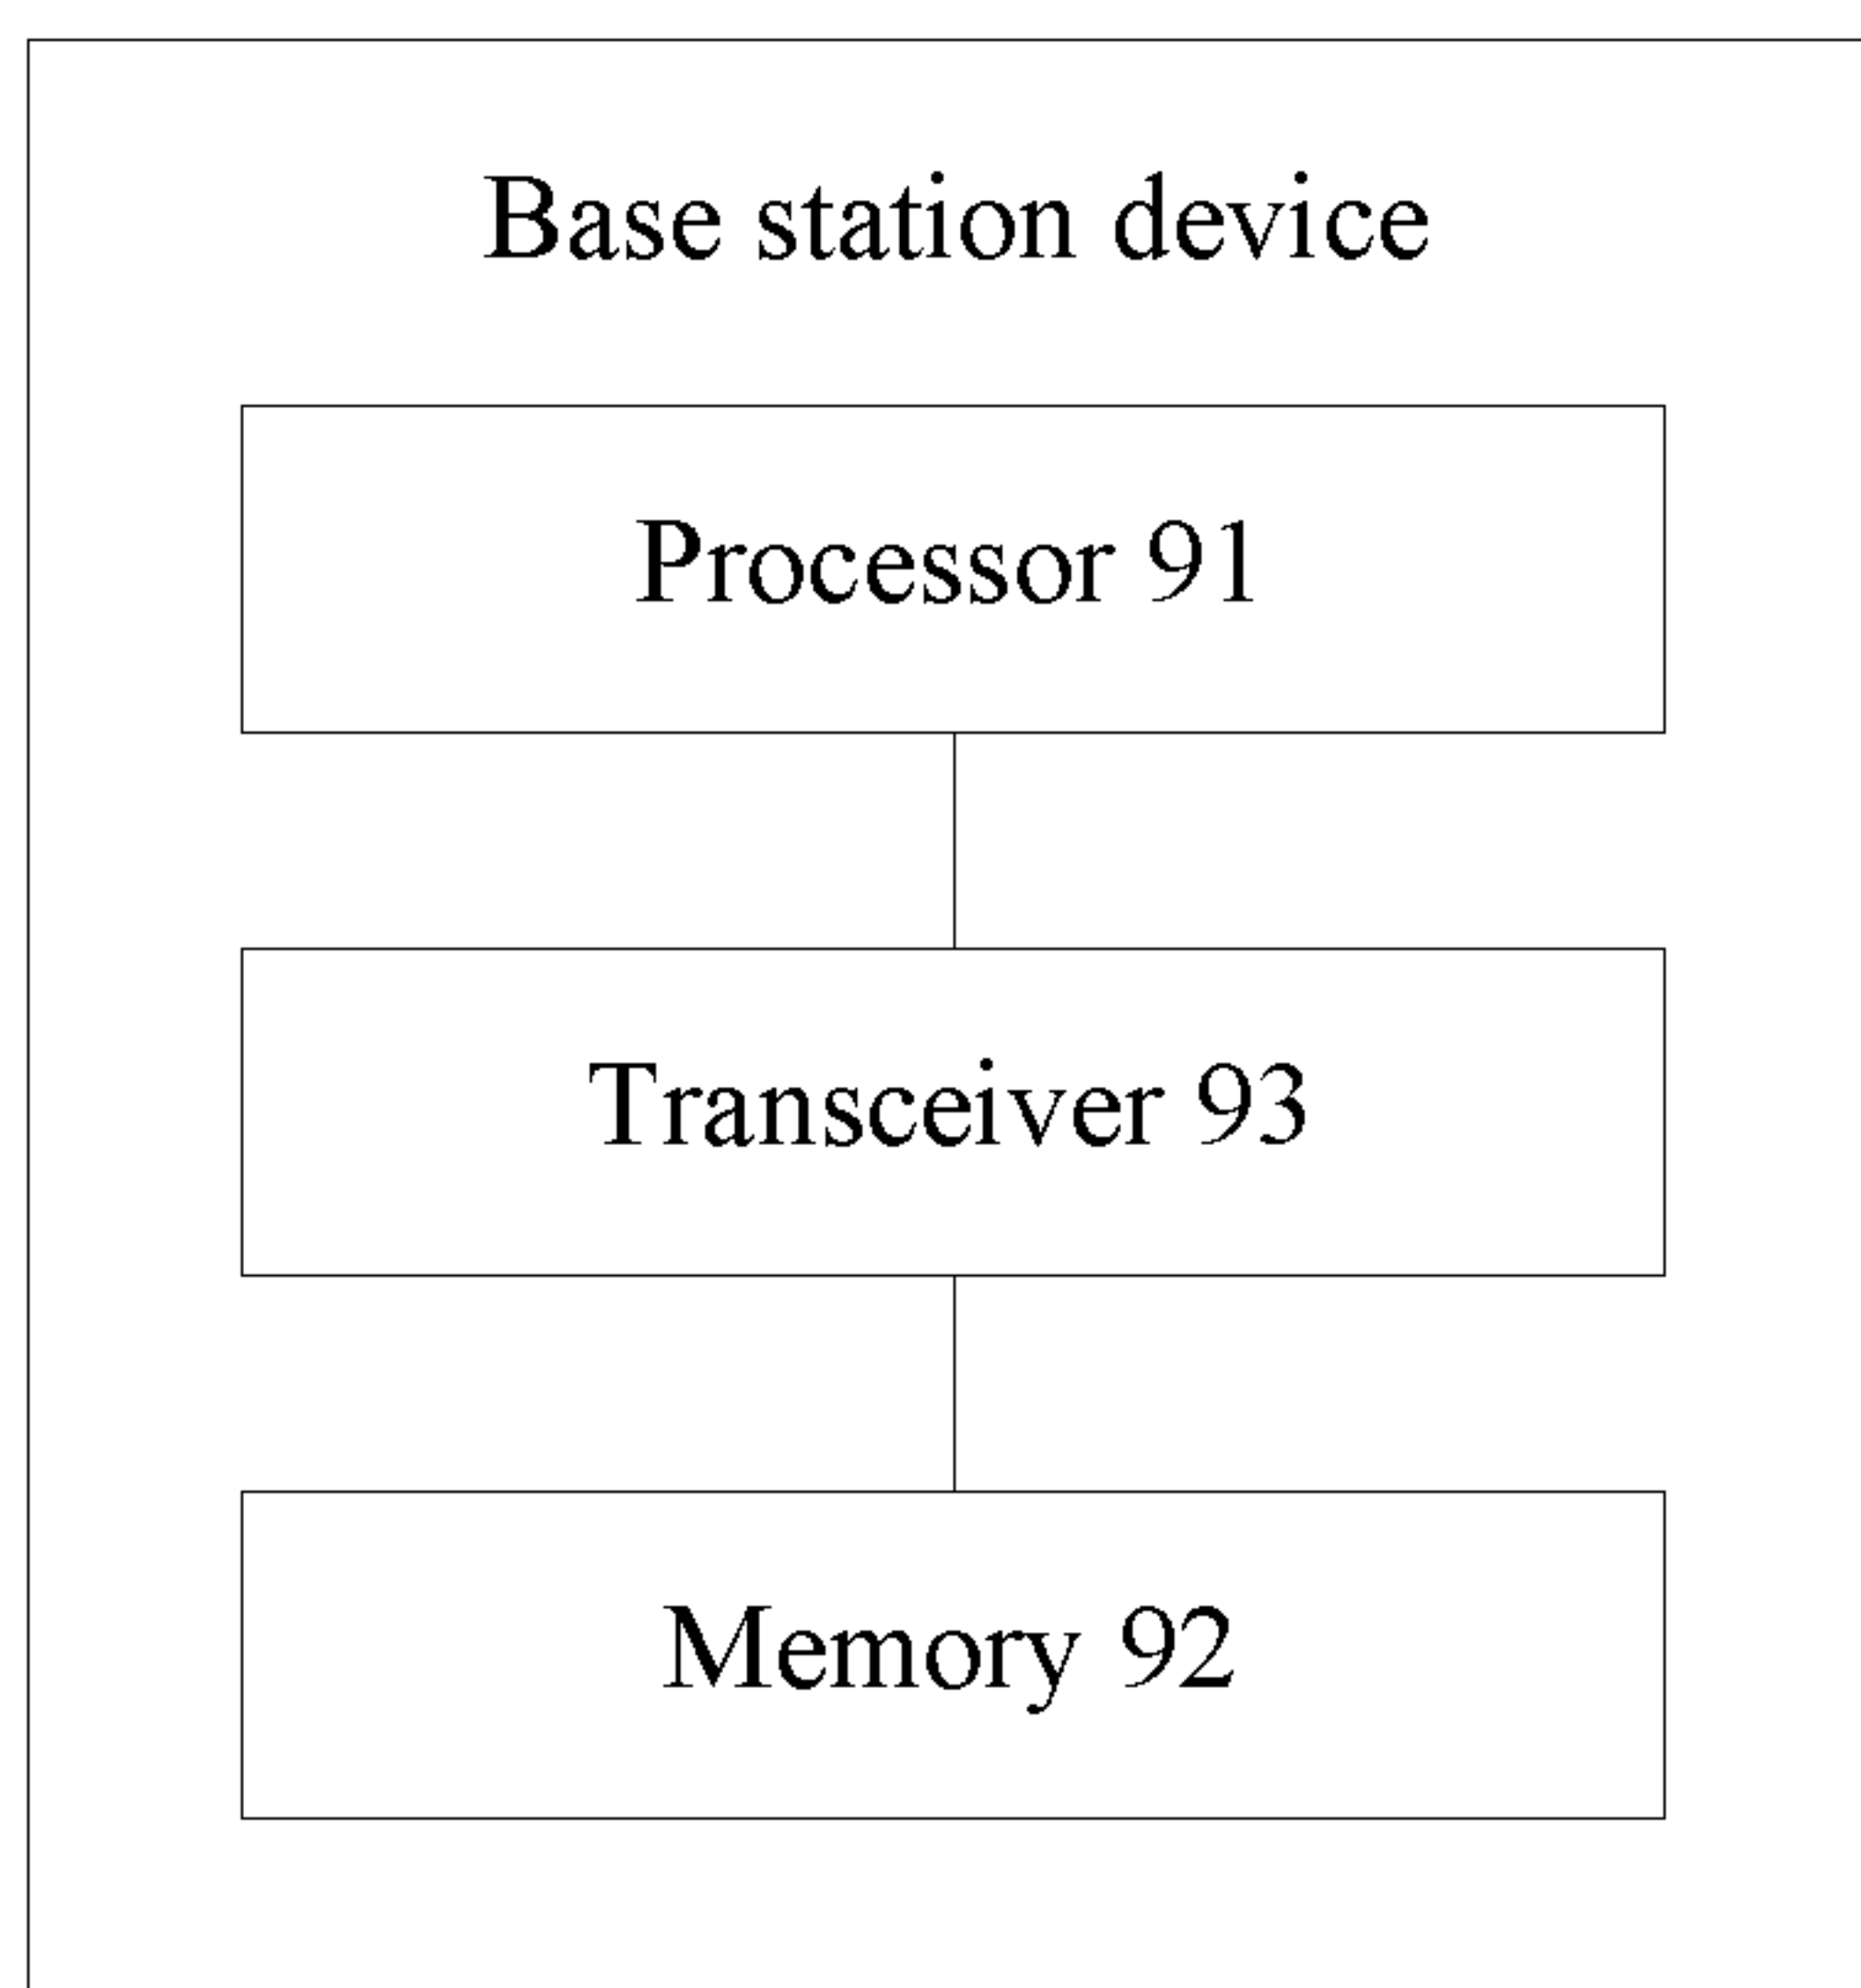 Base station device
Processor 91
Transceiver 93
Memory 92